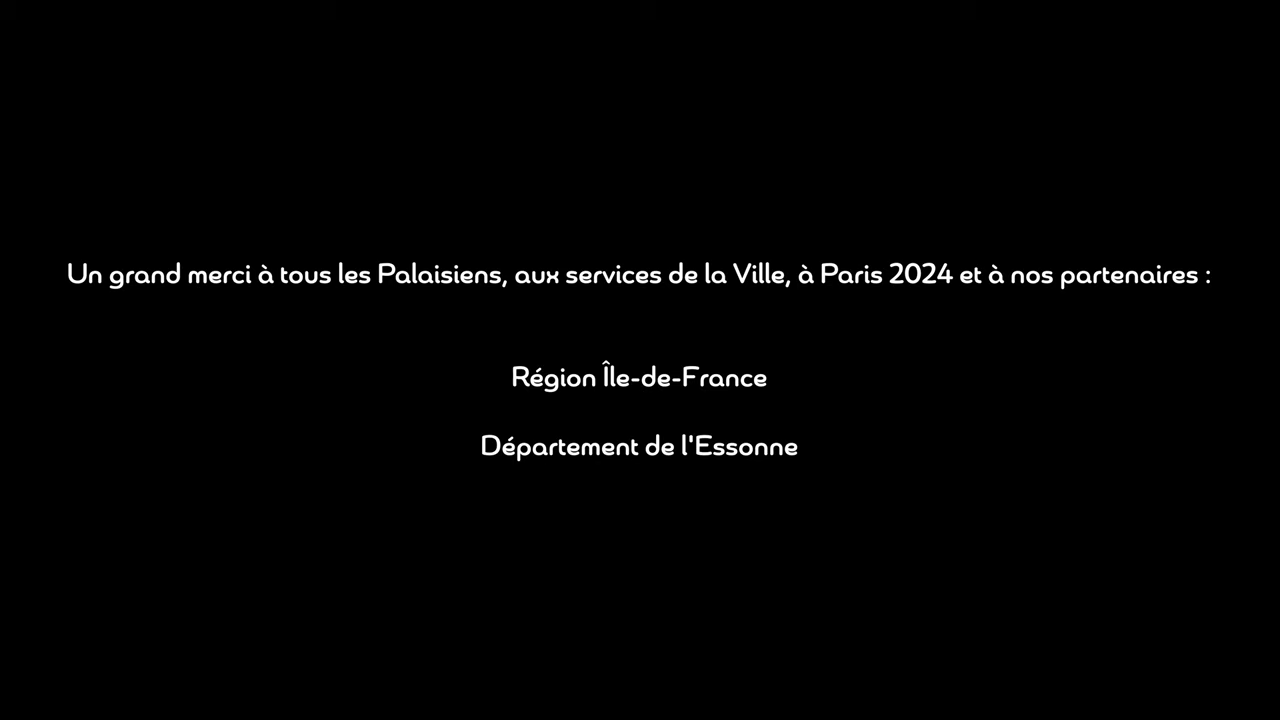 Un grand merci à tous les Palaisiens, aux services de la Ville, à Paris 2024 et à nos partenaires :
Région Île-de-France
Département de l'Essonne